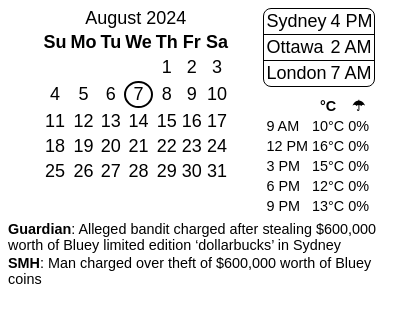 August 2024
Su Mo Tu We Th Fr Sa
1 2 3
4 5 6 7 8 9 10
11 12 13 14 15 16 17
18 19 20 21 22 23 24
25 26 27 28 29 30 31
Sydney 4 PM
Ottawa 2 AM
London 7 AM
°C ☂
9 AM 10°C 0%
12 PM 16°C 0%
3 PM 15°C 0%
6 PM 12°C 0%
9 PM 13°C 0%
Guardian: Alleged bandit charged after stealing $600,000
worth of Bluey limited edition ‘dollarbucks’ in Sydney
SMH: Man charged over theft of $600,000 worth of Bluey
coins